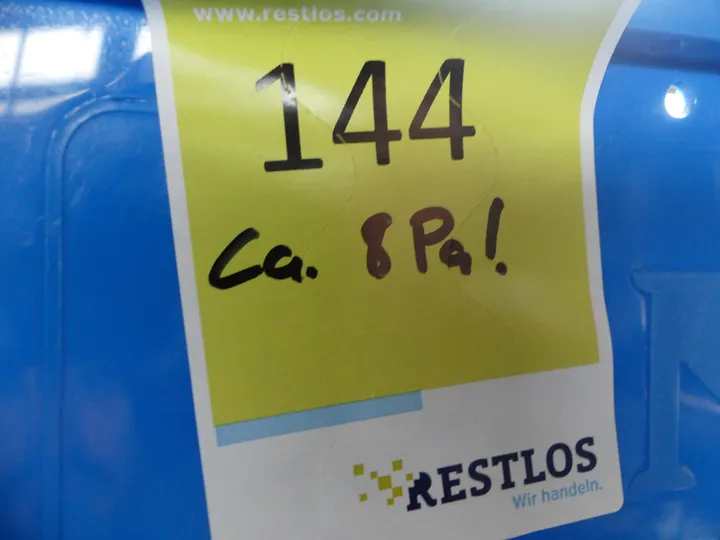 www.restlos.com
144
Ca. 8 Pa!
RESTLOS
Wir handeln.